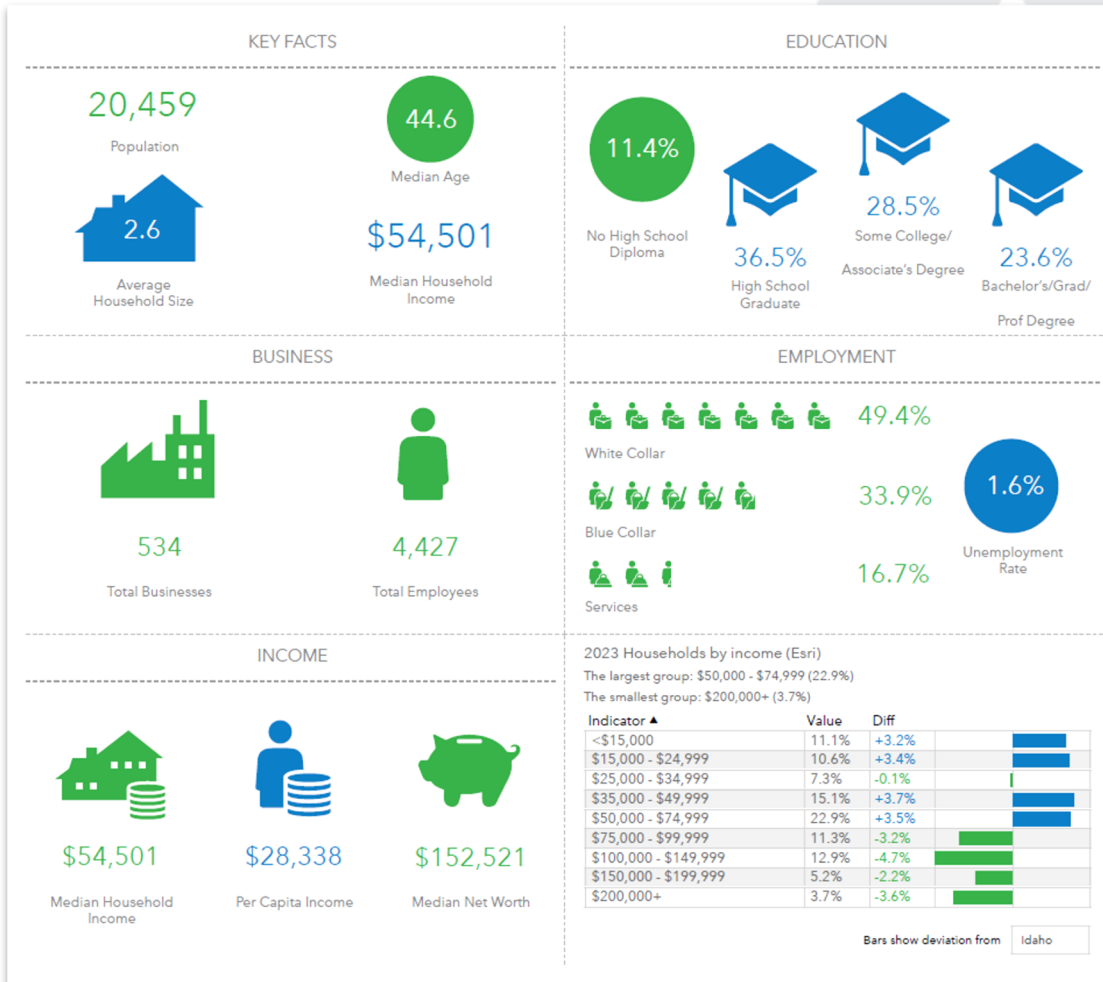 KEY FACTS
20,459
Population
44.6
Median Age
2.6
Average
Household Size
$54,501
Median Household
Income
EDUCATION
11.4%
No High School
Diploma
36.5%
High School
Graduate
28.5%
Some College/
Associate's Degree
23.6%
Bachelor's/Grad/
Prof Degree
BUSINESS
534
Total Businesses
4,427
Total Employees
EMPLOYMENT
49.4%
White Collar
33.9%
Blue Collar
16.7%
Services
1.6%
Unemployment
Rate
INCOME
$54,501
Median Household
Income
$28,338
Per Capita Income
$152,521
Median Net Worth
2023 Households by income (Esri)
The largest group: $50,000 - $74,999 (22.9%)
The smallest group: $200,000+ (3.7%)
Indicator ▲ Value Diff
<$15,000 11.1% +3.2%
$15,000 - $24,999 10.6% +3.4%
$25,000 - $34,999 7.3% -0.1%
$35,000 - $49,999 15.1% +3.7%
$50,000 - $74,999 22.9% +3.5%
$75,000 - $99,999 11.3% -3.2%
$100,000 - $149,999 12.9% -4.7%
$150,000 - $199,999 5.2% -2.2%
$200,000+ 3.7% -3.6%
Bars show deviation from Idaho